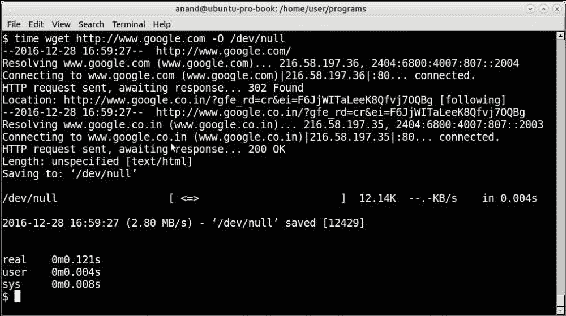 anand@ubuntu-pro-book: /home/user/programs
File Edit View Search Terminal Help
$ time wget http://www.google.com -O /dev/null
--2016-12-28 16:59:27-- http://www.google.com/
Resolving www.google.com (www.google.com)... 216.58.197.36, 2404:6800:4007:807::2004
Connecting to www.google.com (www.google.com)|216.58.197.36|:80... connected.
HTTP request sent, awaiting response... 302 Found
Location: http://www.google.co.in/?gfe_rd=cr&ei=F6JjWITaLeeK8Qfvj7OQBg [following]
--2016-12-28 16:59:27-- http://www.google.co.in/?gfe_rd=cr&ei=F6JjWITaLeeK8Qfvj7OQBg
Resolving www.google.co.in (www.google.co.in)... 216.58.197.35, 2404:6800:4007:807::2003
Connecting to www.google.co.in (www.google.co.in)|216.58.197.35|:80... connected.
HTTP request sent, awaiting response... 200 OK
Length: unspecified [text/html]
Saving to: ‘/dev/null’
/dev/null [ <=> ] 12.14K --.-KB/s in 0.004s
2016-12-28 16:59:27 (2.80 MB/s) - ‘/dev/null’ saved [12429]
real 0m0.121s
user 0m0.004s
sys 0m0.008s
$